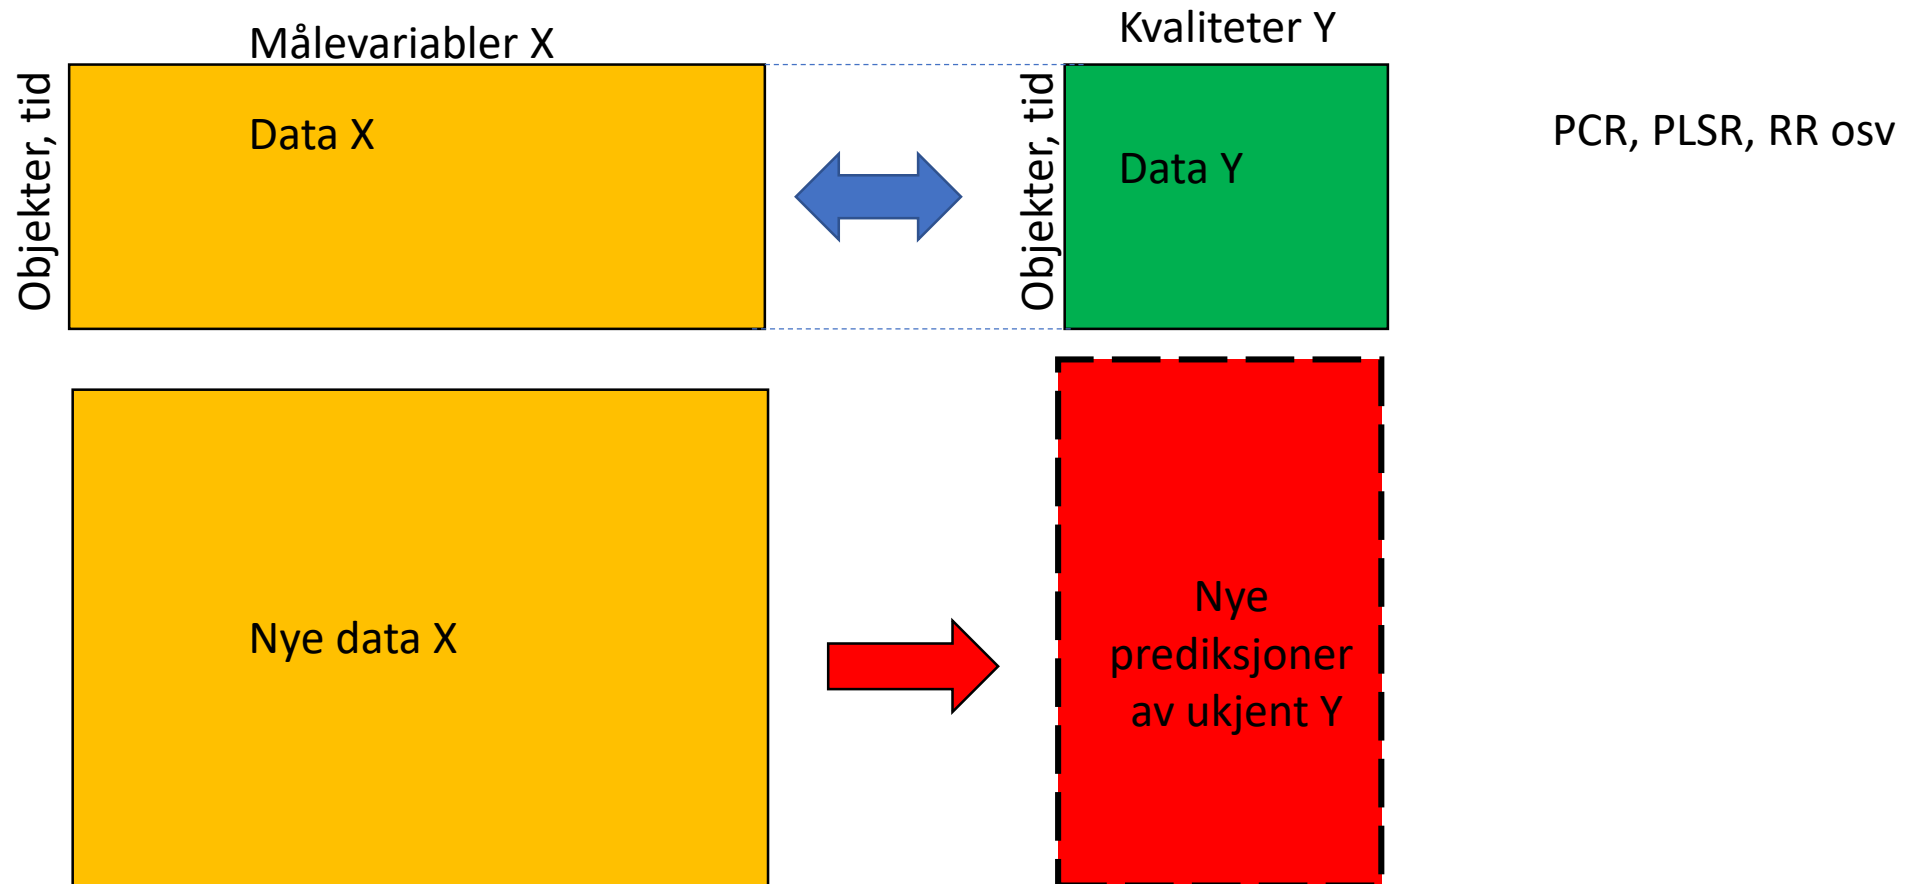 Målevariabler X
Kvaliteter Y
Objekter, tid
Data X
Objekter, tid
Data Y
PCR, PLSR, RR osv
Nye data X
Nye
prediksjoner
av ukjent Y